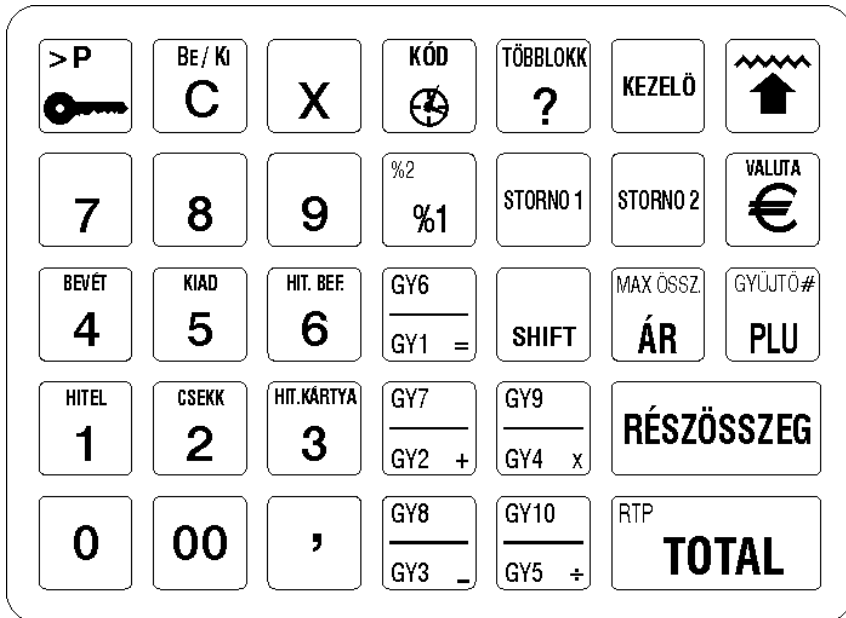 >P
BE / KI
C
X
KÓD
TÖBBLOKK
?
KEZELÖ
7
8
9
%2
%1
STORNO 1
STORNO 2
VALUTA
€
BEVÉT
4
KIAD
5
HIT. BEF.
6
GY6
GY1 =
SHIFT
MAX ÖSSZ.
ÁR
GYÜJTÖ#
PLU
HITEL
1
CSEKK
2
HIT.KÁRTYA
3
GY7
GY2 +
GY9
GY4 x
RÉSZÖSSZEG
0
00
,
GY8
GY3 -
GY10
GY5 ÷
RTP
TOTAL